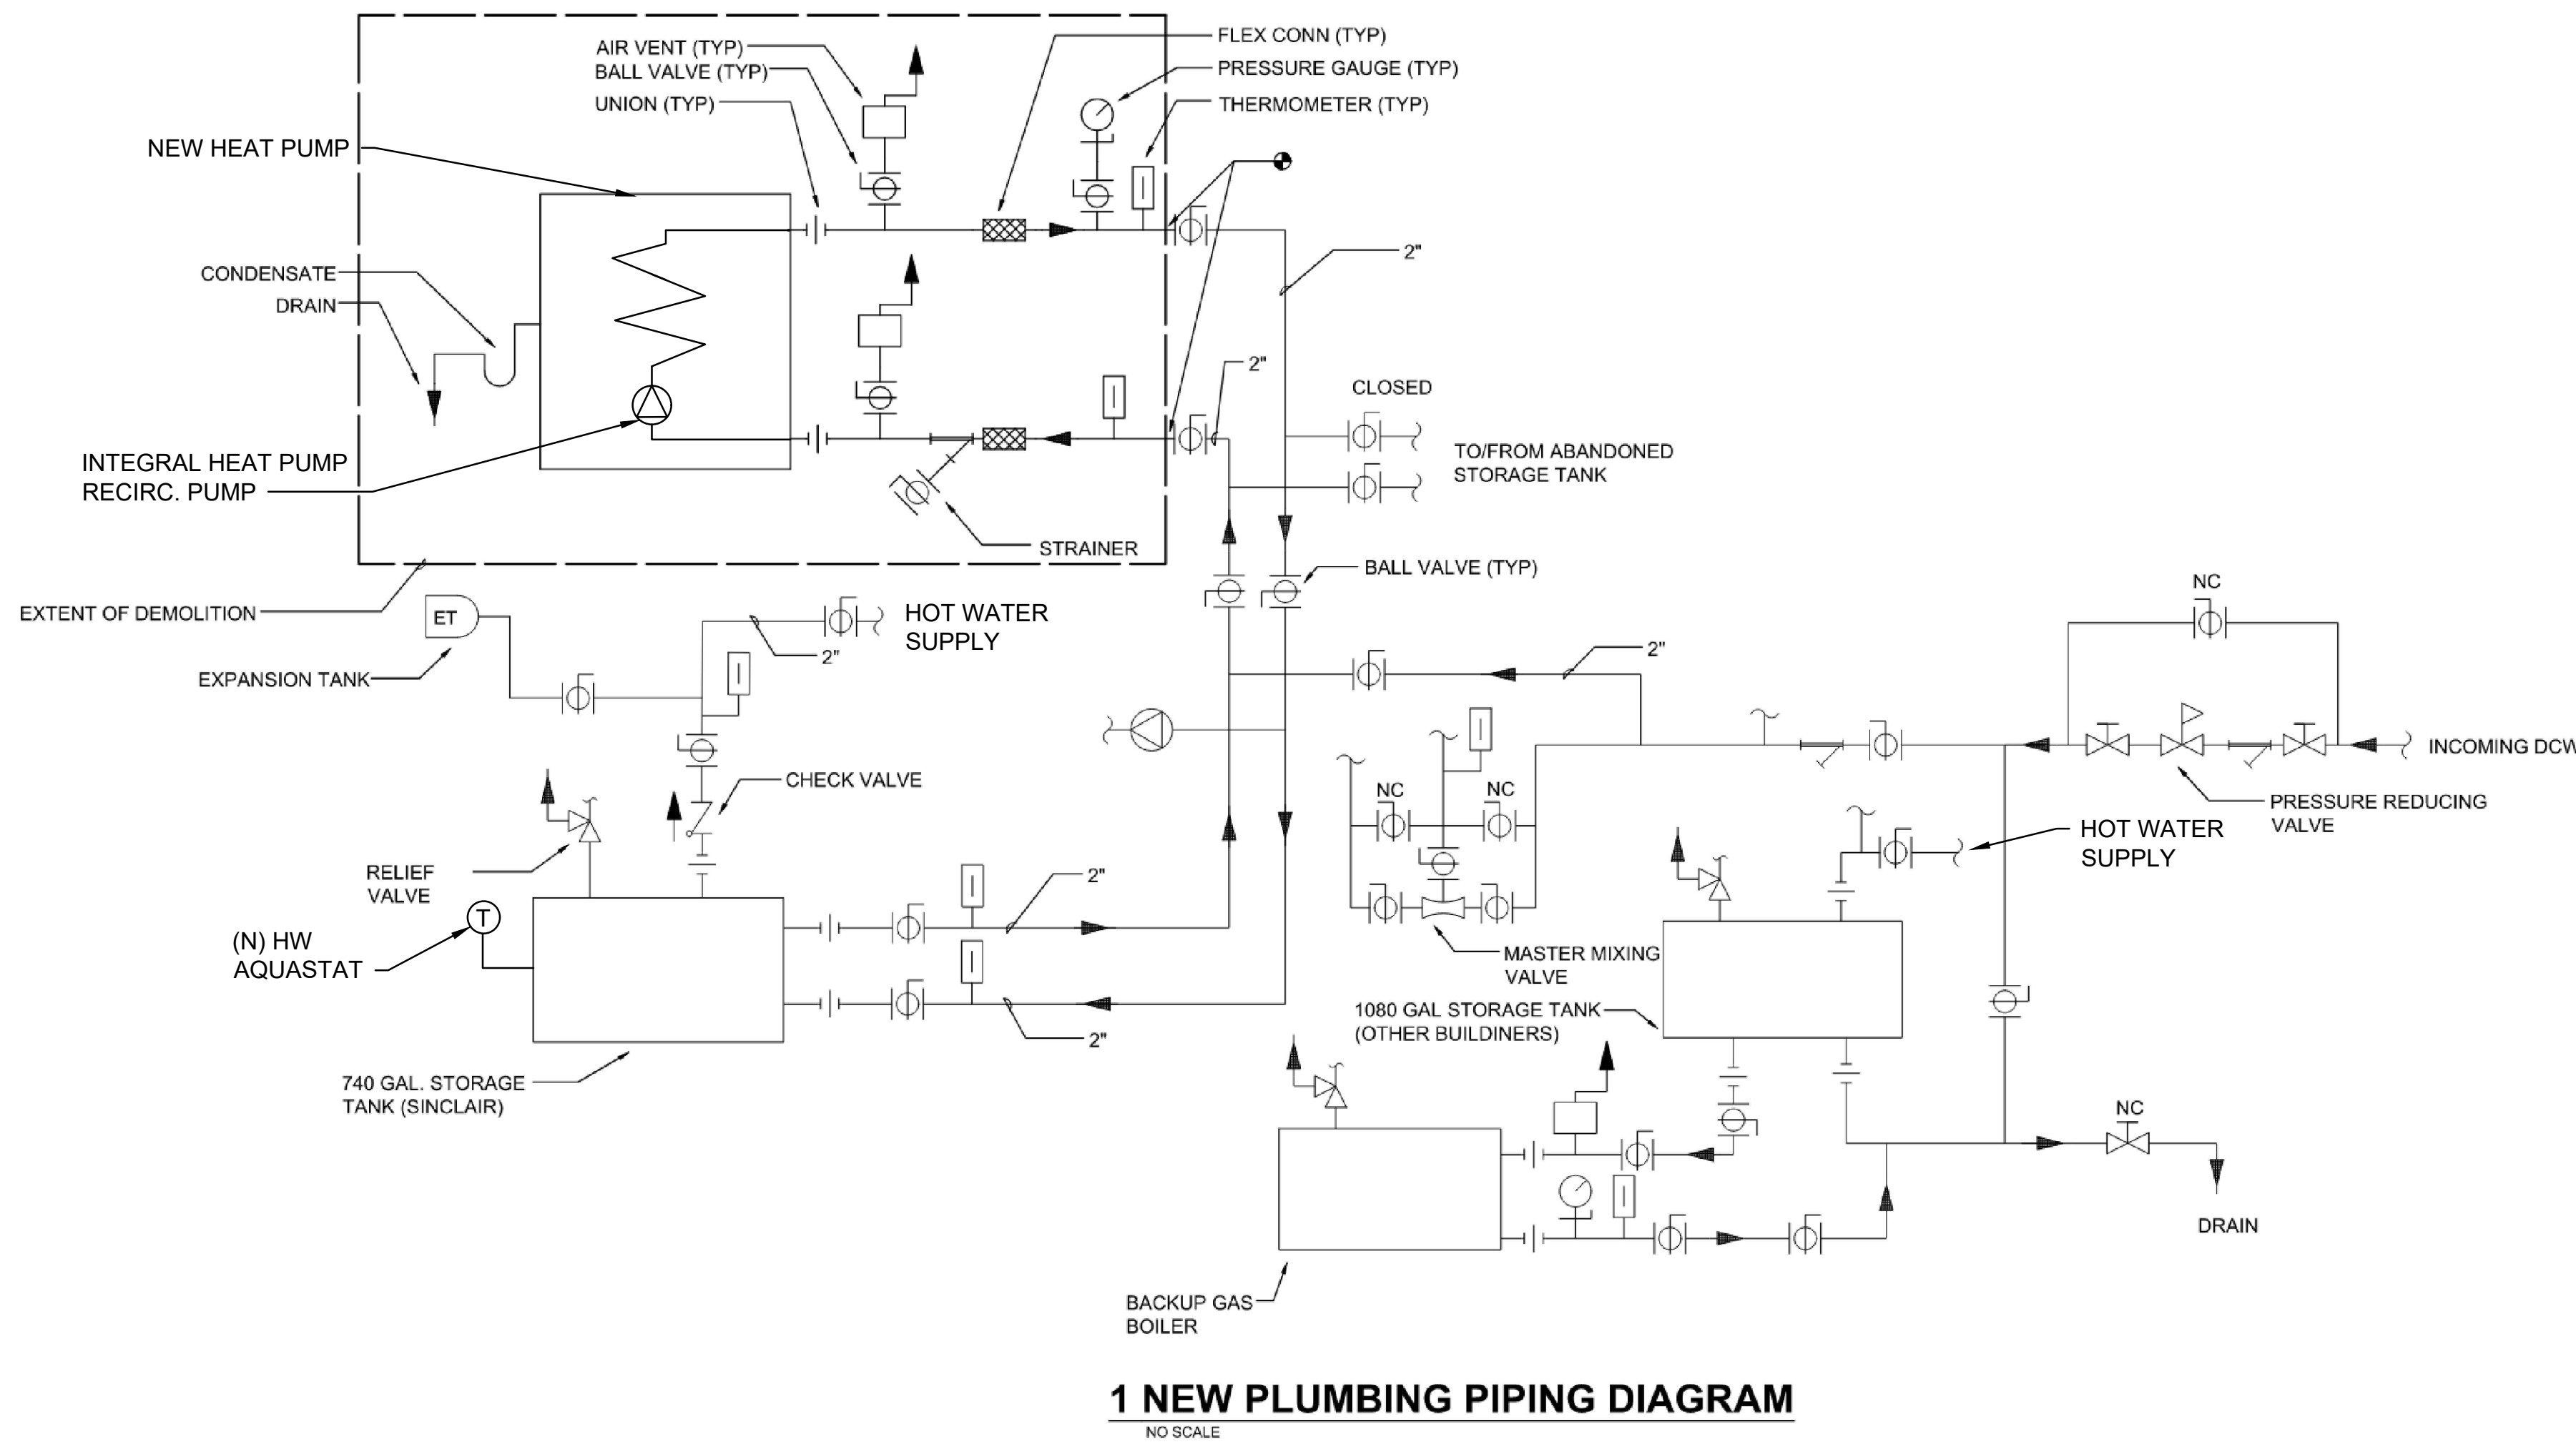 AIR VENT (TYP)
BALL VALVE (TYP)
UNION (TYP)
FLEX CONN (TYP)
PRESSURE GAUGE (TYP)
THERMOMETER (TYP)
NEW HEAT PUMP
CONDENSATE
DRAIN
2"
2"
CLOSED
TO/FROM ABANDONED
STORAGE TANK
INTEGRAL HEAT PUMP
RECIRC. PUMP
STRAINER
BALL VALVE (TYP)
EXTENT OF DEMOLITION
ET
HOT WATER
SUPPLY
2"
EXPANSION TANK
2"
NC
INCOMING DCW
CHECK VALVE
NC
NC
PRESSURE REDUCING
VALVE
HOT WATER
SUPPLY
RELIEF
VALVE
2"
T
(N) HW
AQUASTAT
MASTER MIXING
VALVE
1080 GAL STORAGE TANK
(OTHER BUILDINERS)
2"
740 GAL. STORAGE
TANK (SINCLAIR)
NC
DRAIN
BACKUP GAS
BOILER
1 NEW PLUMBING PIPING DIAGRAM
NO SCALE